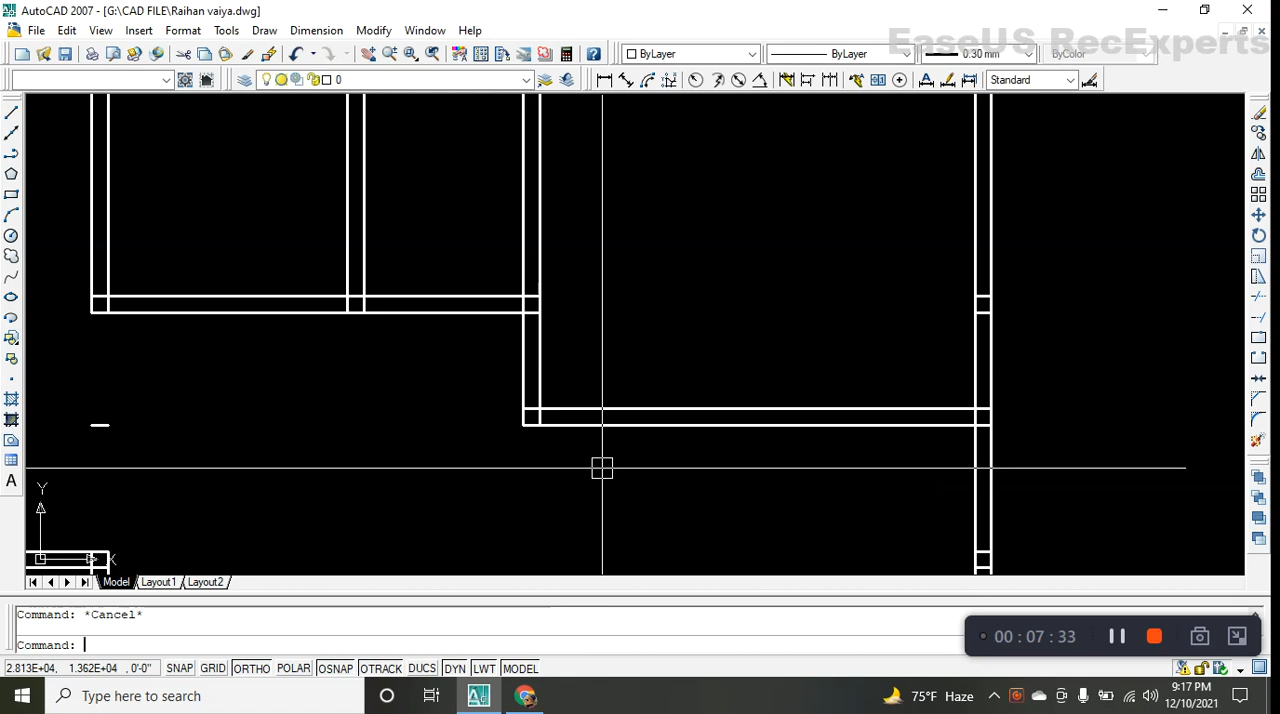 AutoCAD 2007 - [G:\CAD FILE\Raihan vaiya.dwg]
File Edit View Insert Format Tools Draw Dimension Modify Window Help
EaseUS RecExperts
ByLayer ByLayer 0.30 mm ByColor
0 Standard
Y
X
Model Layout1 Layout2
Command: *Cancel*
Command:
00:07:33
2.813E+04, 1.362E+04 , 0'-0" SNAP GRID ORTHO POLAR OSNAP OTRACK DUCS DYN LWT MODEL
Type here to search
75°F Haze
9:17 PM
12/10/2021